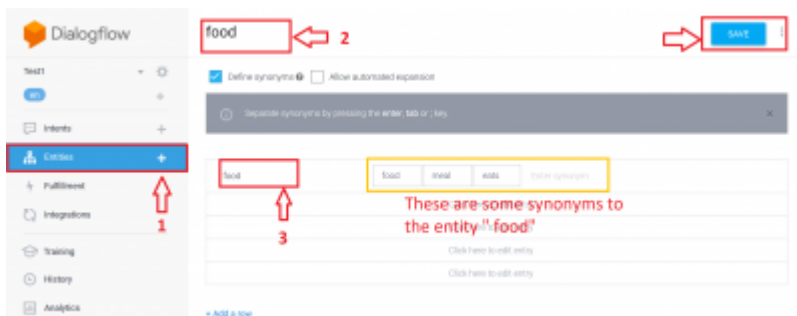 Dialogflow
food
2
SAVE
Test1
en
Define synonyms
Allow automated expansion
Separate synonyms by pressing the enter, tab or ; key
Intents
Entities
1
Fulfillment
Integrations
Training
History
Analytics
food
3
food meal eats Enter synonym
These are some synonyms to
the entity " food"
Click here to edit entry
Click here to edit entry
+ Add a row